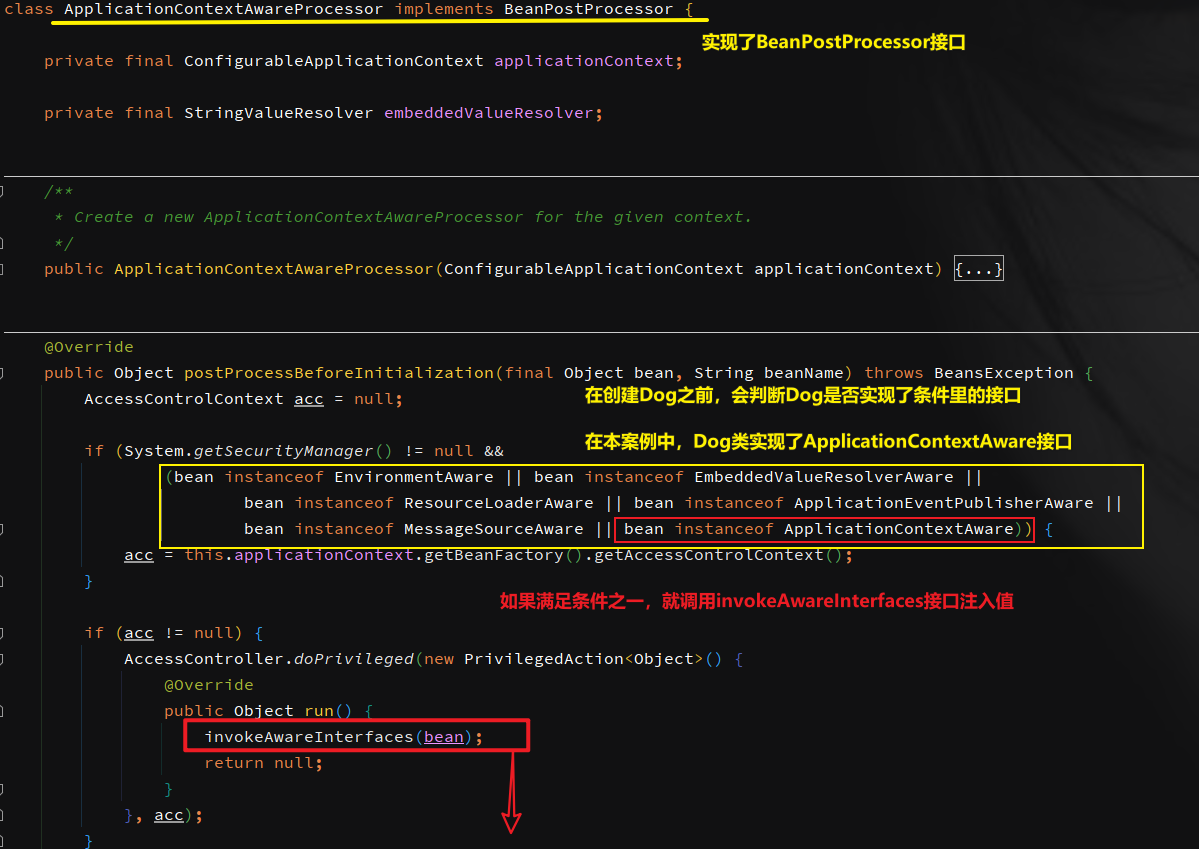 class ApplicationContextAwareProcessor implements BeanPostProcessor {
实现了BeanPostProcessor接口
private final ConfigurableApplicationContext applicationContext;
private final StringValueResolver embeddedValueResolver;
/**
* Create a new ApplicationContextAwareProcessor for the given context.
*/
public ApplicationContextAwareProcessor(ConfigurableApplicationContext applicationContext) {...}
@Override
public Object postProcessBeforeInitialization(final Object bean, String beanName) throws BeansException {
AccessControlContext acc = null;
在创建Dog之前，会判断Dog是否实现了条件里的接口
在本案例中，Dog类实现了ApplicationContextAware接口
if (System.getSecurityManager() != null &&
(bean instanceof EnvironmentAware || bean instanceof EmbeddedValueResolverAware ||
bean instanceof ResourceLoaderAware || bean instanceof ApplicationEventPublisherAware ||
bean instanceof MessageSourceAware || bean instanceof ApplicationContextAware)) {
acc = this.applicationContext.getBeanFactory().getAccessControlContext();
}
如果满足条件之一，就调用invokeAwareInterfaces接口注入值
if (acc != null) {
AccessController.doPrivileged(new PrivilegedAction<Object>() {
@Override
public Object run() {
invokeAwareInterfaces(bean);
return null;
}
}, acc);
}